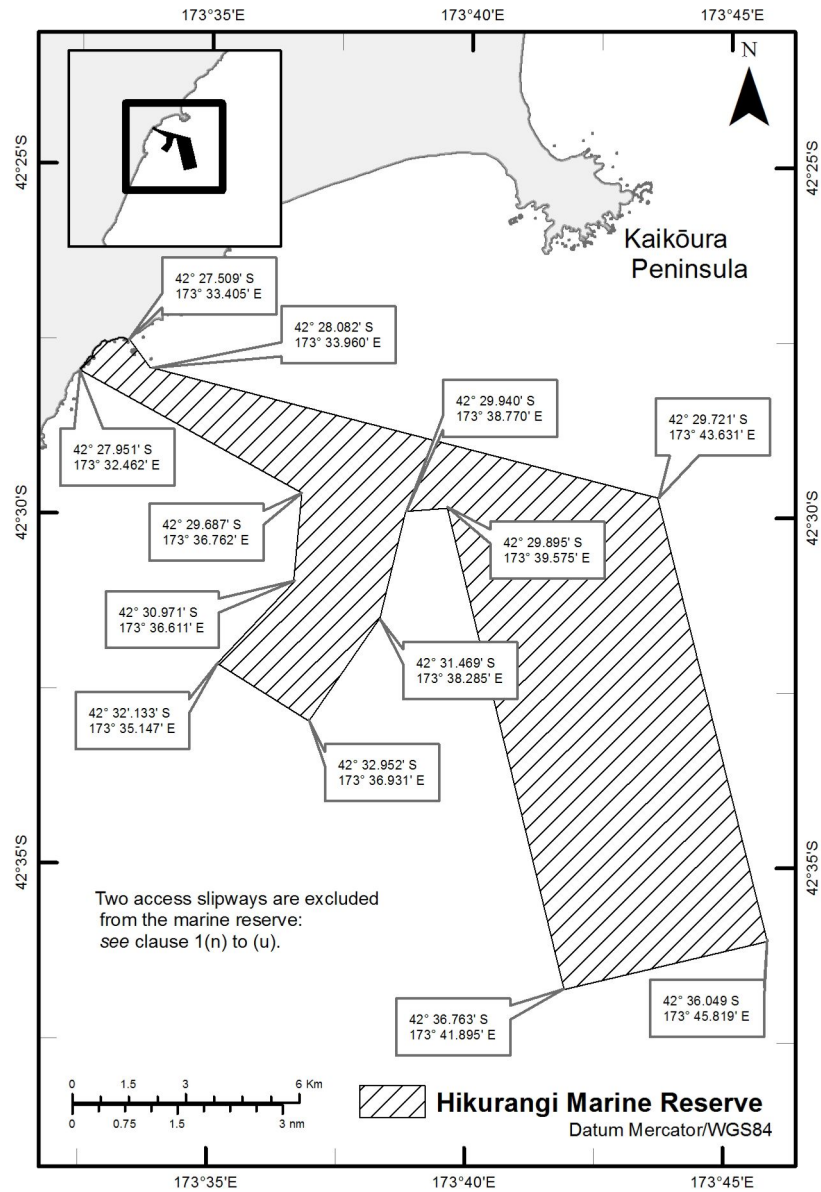 173°35'E
173°40'E
173°45'E
N
42°25'S
42°25'S
Kaikōura
Peninsula
42° 27.509' S
173° 33.405' E
42° 28.082' S
173° 33.960' E
42° 29.940' S
173° 38.770' E
42° 29.721' S
173° 43.631' E
42° 27.951' S
173° 32.462' E
42° 29.687' S
173° 36.762' E
42°30'S
42°30'S
42° 29.895' S
173° 39.575' E
42° 30.971' S
173° 36.611' E
42° 31.469' S
173° 38.285' E
42° 32'.133' S
173° 35.147' E
42° 32.952' S
173° 36.931' E
42°35'S
42°35'S
Two access slipways are excluded
from the marine reserve:
see clause 1(n) to (u).
42° 36.763' S
173° 41.895' E
42° 36.049 S
173° 45.819' E
0 1.5 3 6 Km
0 0.75 1.5 3 nm
Hikurangi Marine Reserve
Datum Mercator/WGS84
173°35'E
173°40'E
173°45'E